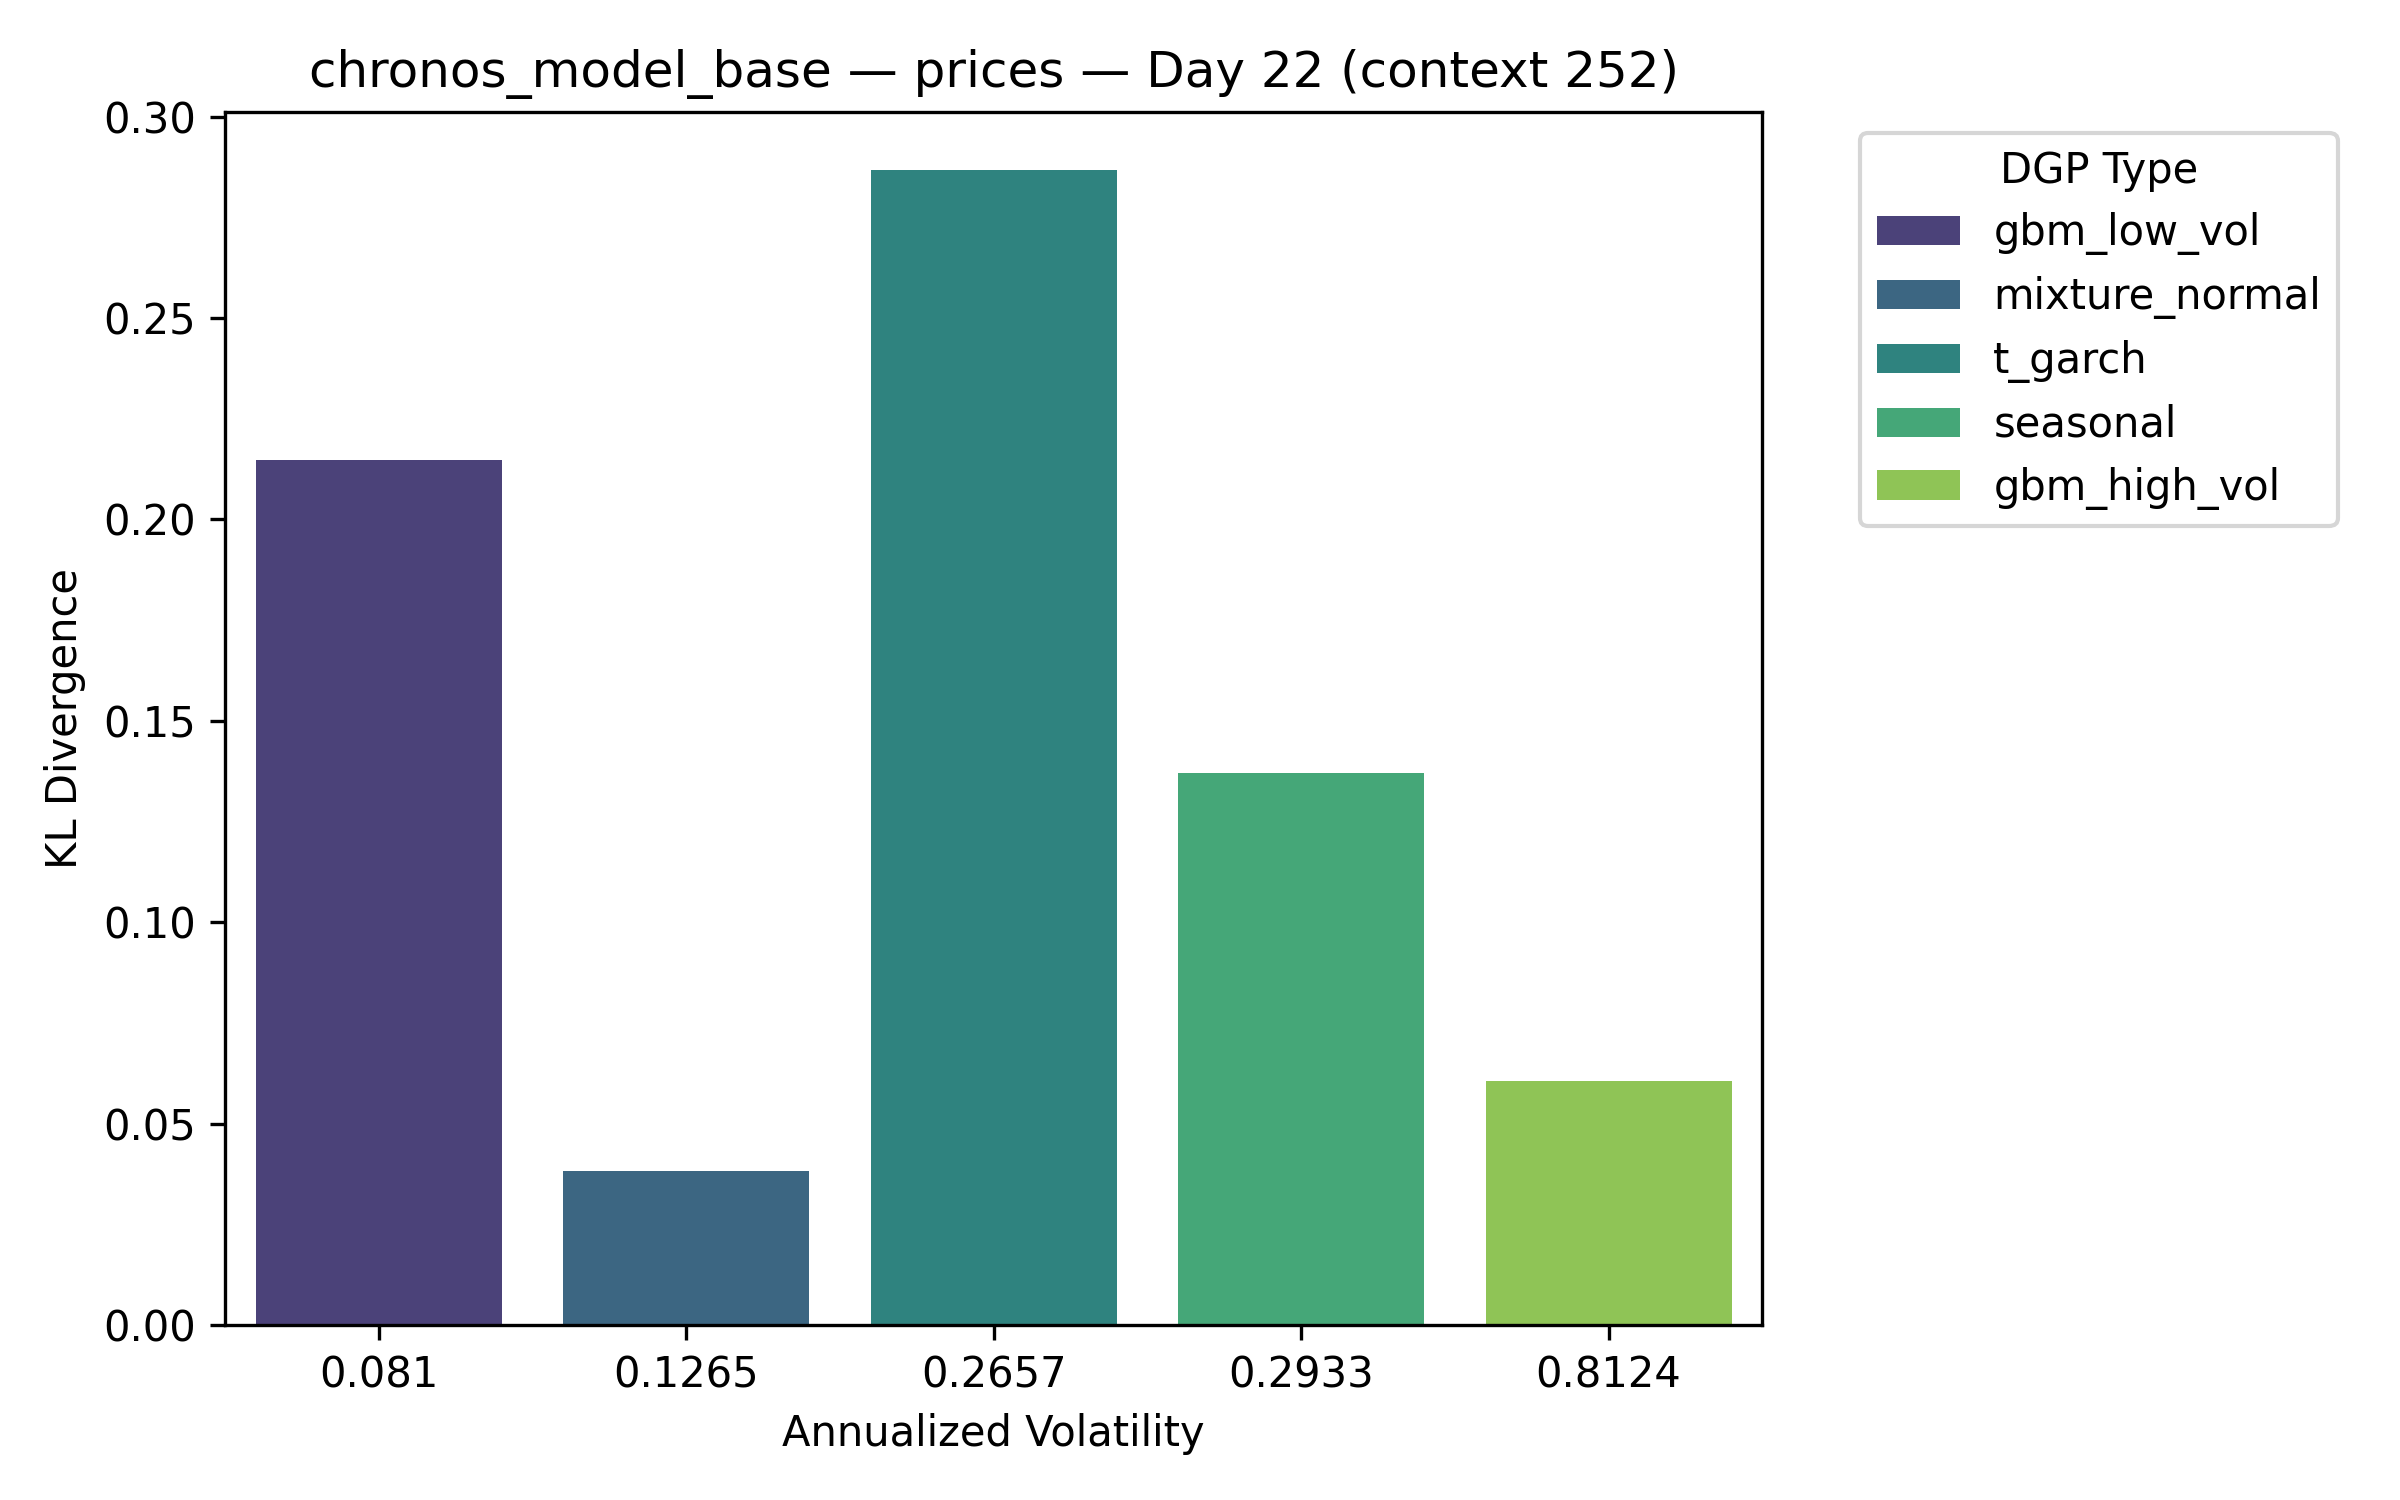 chronos_model_base — prices — Day 22 (context 252)
KL Divergence
0.30
0.25
0.20
0.15
0.10
0.05
0.00
0.081
0.1265
0.2657
0.2933
0.8124
Annualized Volatility
DGP Type
gbm_low_vol
mixture_normal
t_garch
seasonal
gbm_high_vol